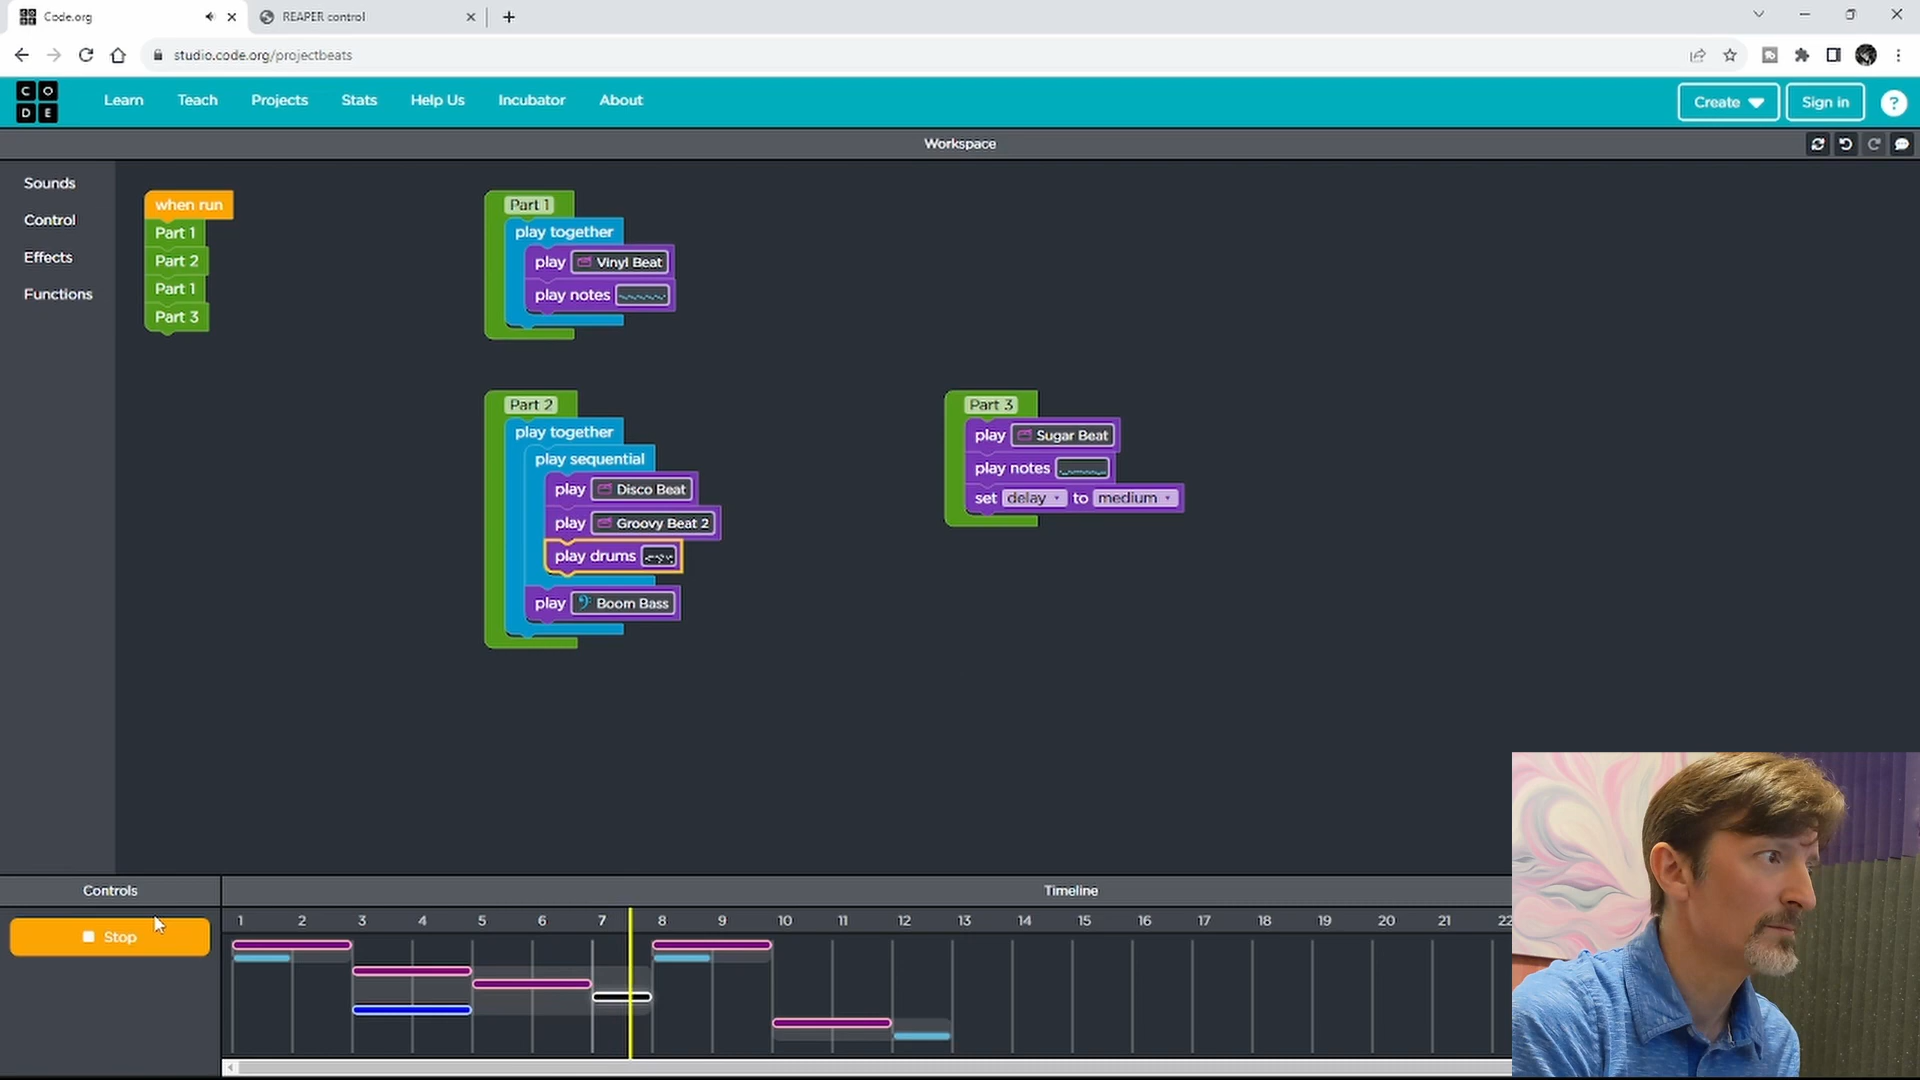 Code.org
REAPER control
studio.code.org/projectbeats
CODE
Learn Teach Projects Stats Help Us Incubator About
Create Sign in ?
Workspace
Sounds
Control
Effects
Functions
when run
Part 1
Part 2
Part 1
Part 3
Part 1
play together
play Vinyl Beat
play notes
Part 2
play together
play sequential
play Disco Beat
play Groovy Beat 2
play drums
play Boom Bass
Part 3
play Sugar Beat
play notes
set delay to medium
Controls
Timeline
Stop
1 2 3 4 5 6 7 8 9 10 11 12 13 14 15 16 17 18 19 20 21 22